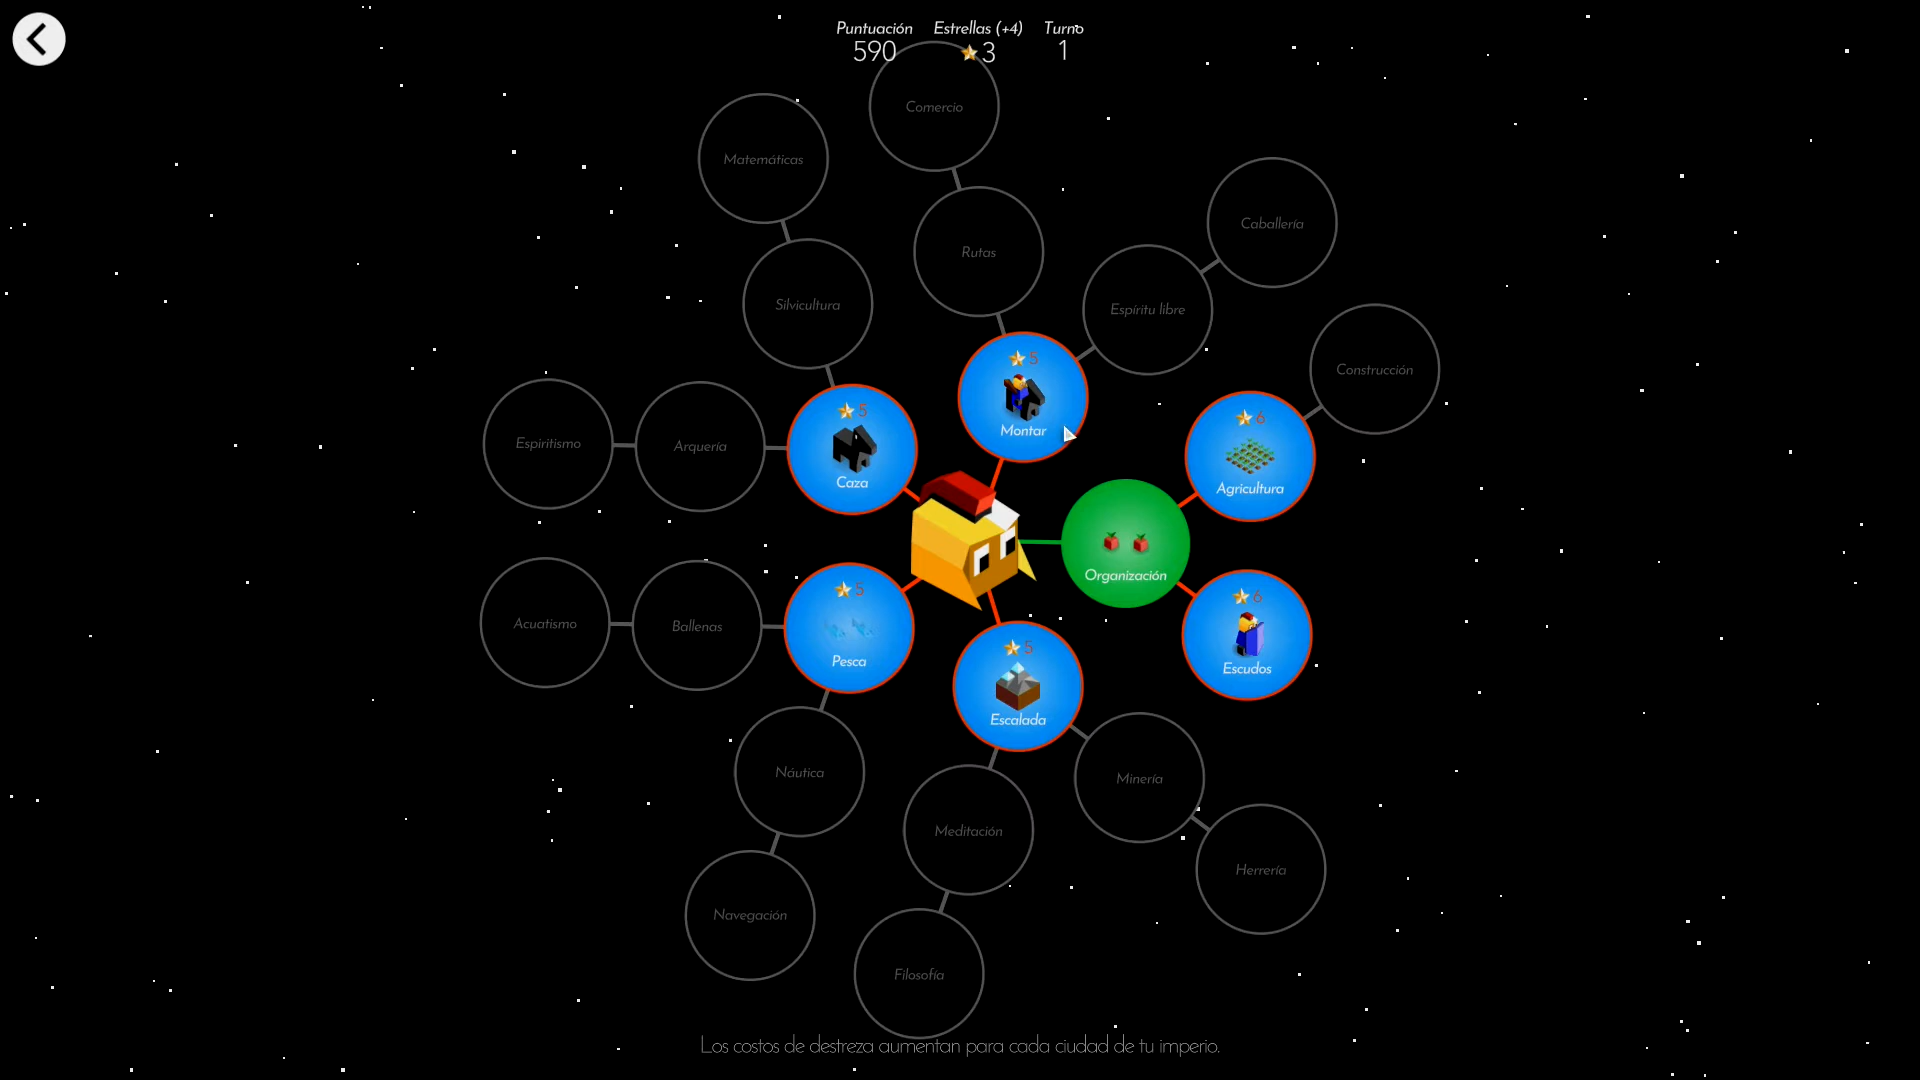 Puntuación Estrellas (+4) Turno
590 3 1
Comercio
Matemáticas
Caballería
Rutas
Silvicultura
Espíritu libre
5
Montar
Construcción
5
Caza
6
Agricultura
Espiritismo
Arquería
Organización
5
Pesca
6
Escudos
Acuatismo
Ballenas
5
Escalada
Náutica
Minería
Meditación
Herrería
Navegación
Filosofía
Los costos de destreza aumentan para cada ciudad de tu imperio.